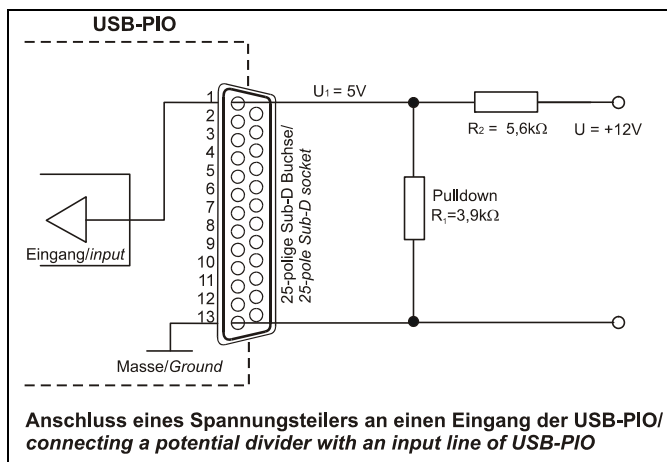 USB-PIO
1
2
3
4
5
6
7
8
9
10
11
12
13
U₁ = 5V
R₂ = 5,6kΩ
U = +12V
Pulldown
R₁=3,9kΩ
25-polige Sub-D Buchse/
25-pole Sub-D socket
Eingang/input
Masse/Ground
Anschluss eines Spannungsteilers an einen Eingang der USB-PIO/
connecting a potential divider with an input line of USB-PIO